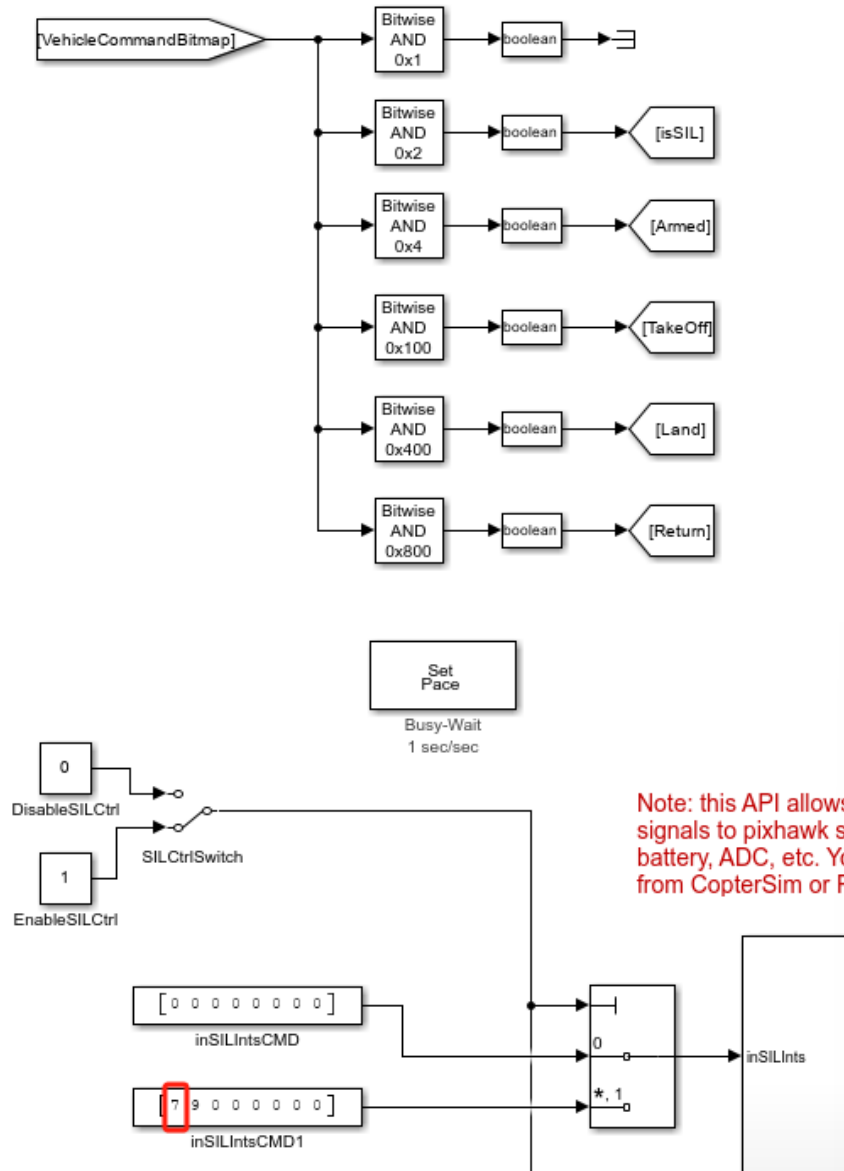 [VehicleCommandBitmap]
Bitwise
AND
0x1
boolean
Bitwise
AND
0x2
boolean
[isSIL]
Bitwise
AND
0x4
boolean
[Armed]
Bitwise
AND
0x100
boolean
[TakeOff]
Bitwise
AND
0x400
boolean
[Land]
Bitwise
AND
0x800
boolean
[Return]
Set
Pace
Busy-Wait
1 sec/sec
0
DisableSILCtrl
SILCtrlSwitch
1
EnableSILCtrl
Note: this API allows
signals to pixhawk s
battery, ADC, etc. Yo
from CopterSim or
[0 0 0 0 0 0 0 0]
inSILIntsCMD
0
inSILInts
[7 9 0 0 0 0 0 0]
*, 1
inSILIntsCMD1